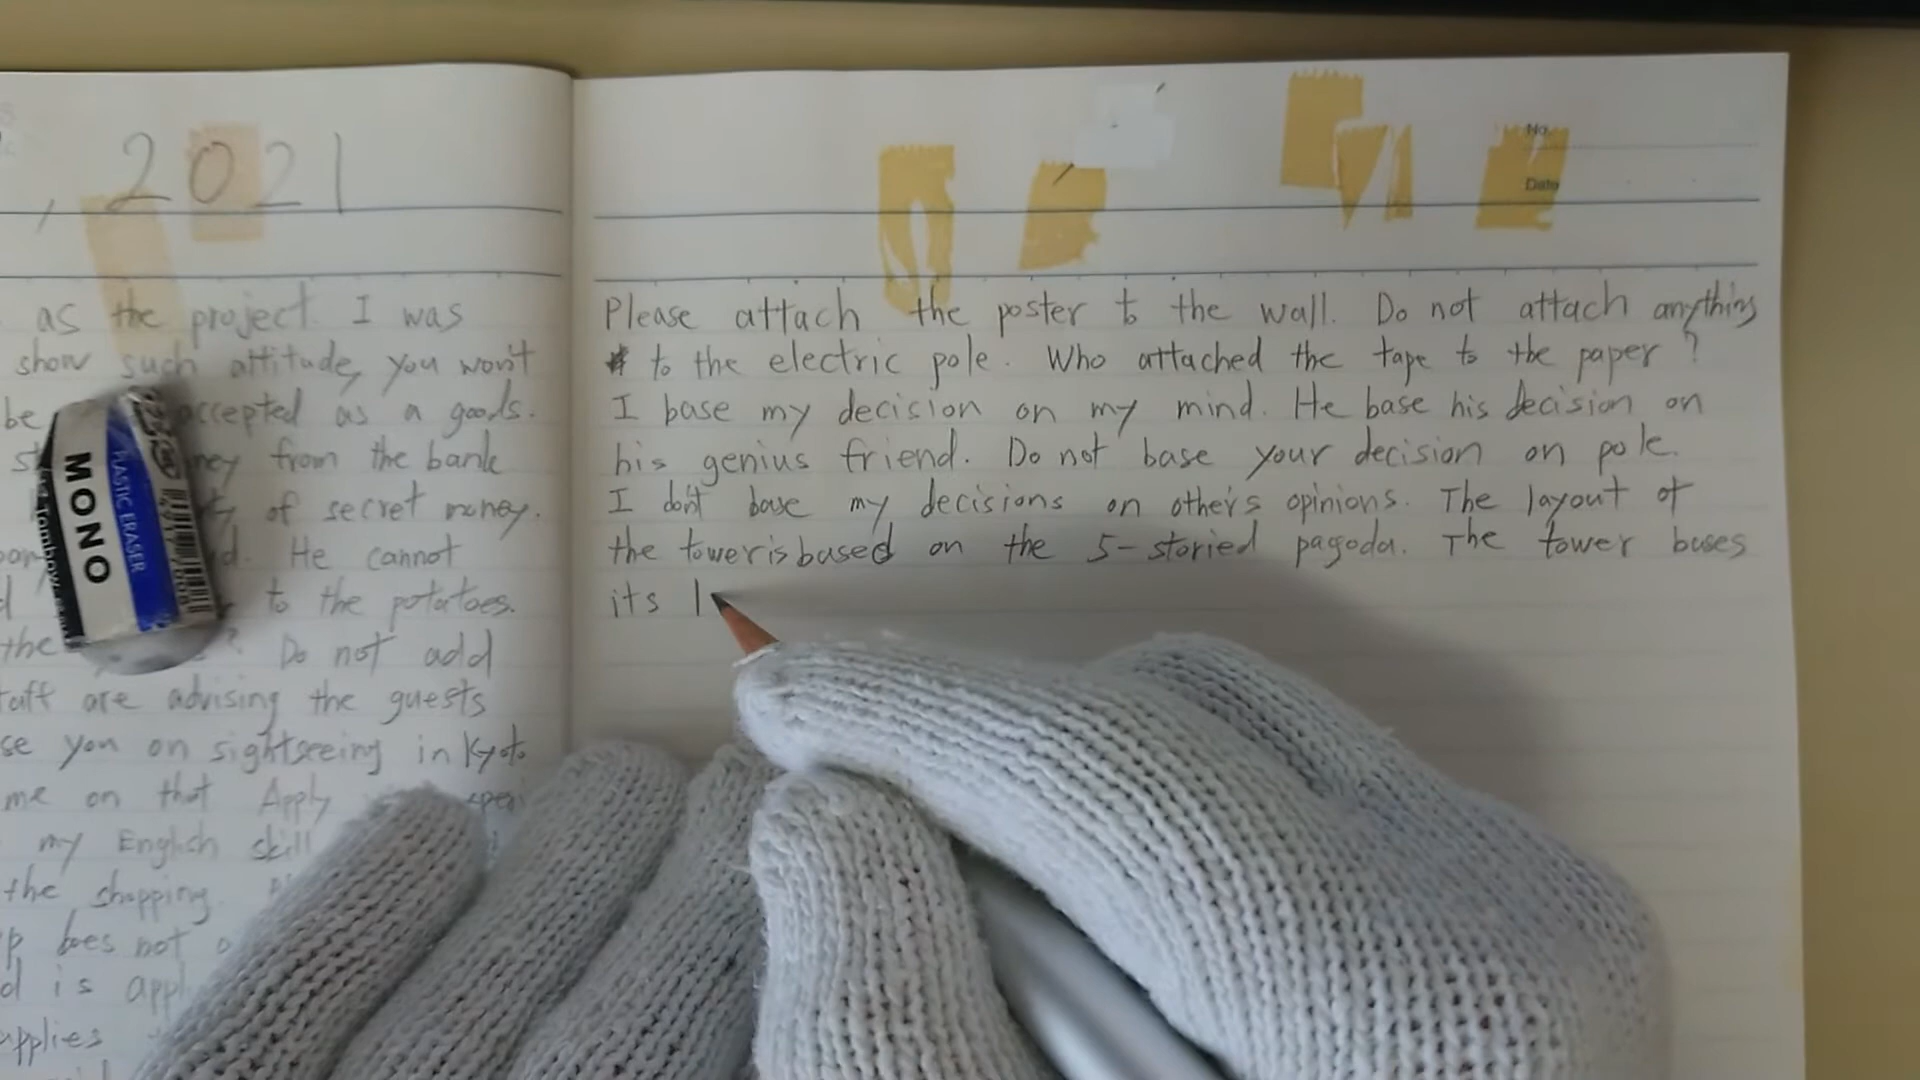 , 2021
as the project. I was
show such attitude, you won't
be accepted as a goods.
from the bank
of secret money.
He cannot
to the potatoes.
the ? Do not add
are advising the guests
you on sightseeing in Kyoto
me on that Apply
my English skill
the shopping.
does not
is
applies
MONO
PLASTIC ERASER
Tombow
No.
Date
Please attach the poster to the wall. Do not attach anything
to the electric pole. Who attached the tape to the paper?
I base my decision on my mind. He base his decision on
his genius friend. Do not base your decision on pole.
I don't base my decisions on other's opinions. The layout of
the tower is based on the 5-storied pagoda. The tower bases
its l